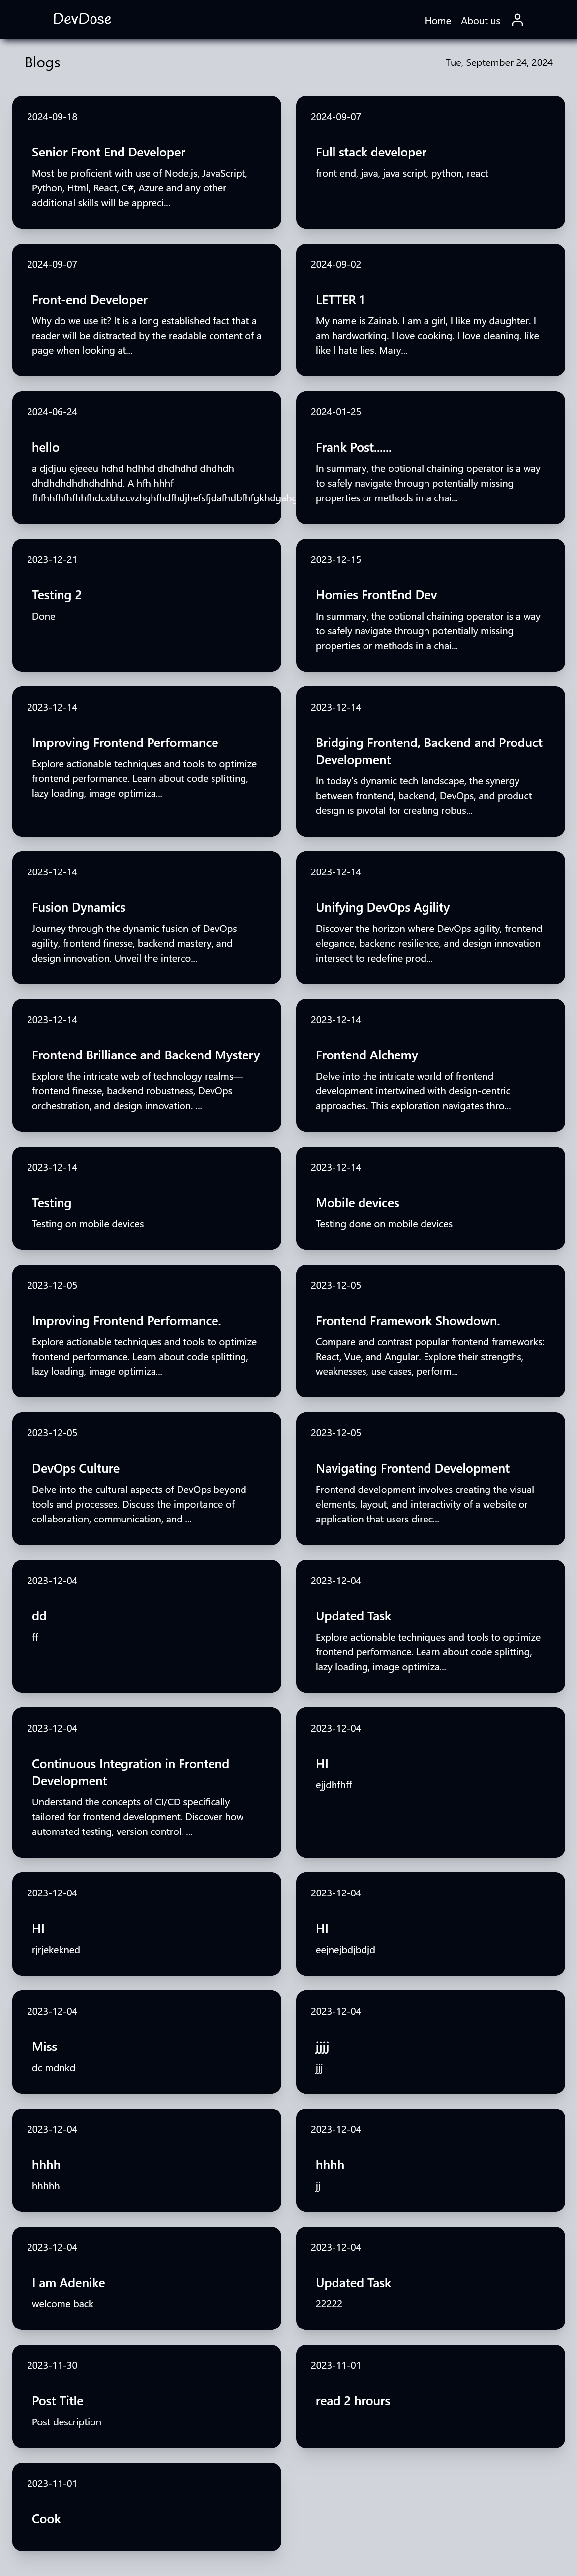 DevDose
Home About us
Blogs
Tue, September 24, 2024
2024-09-18
Senior Front End Developer
Most be proficient with use of Node.js, JavaScript,
Python, Html, React, C#, Azure and any other
additional skills will be appreci...
2024-09-07
Full stack developer
front end, java, java script, python, react
2024-09-07
Front-end Developer
Why do we use it? It is a long established fact that a
reader will be distracted by the readable content of a
page when looking at...
2024-09-02
LETTER 1
My name is Zainab. I am a girl, I like my daughter. I
am hardworking. I love cooking. I love cleaning. like
like I hate lies. Mary...
2024-06-24
hello
a djdjuu ejeeeu hdhd hdhhd dhdhdhd dhdhdh
dhdhdhdhdhdhdhhd. A hfh hhhf
2024-01-25
Frank Post......
In summary, the optional chaining operator is a way
to safely navigate through potentially missing
properties or methods in a chai...
2023-12-21
Testing 2
Done
2023-12-15
Homies FrontEnd Dev
In summary, the optional chaining operator is a way
to safely navigate through potentially missing
properties or methods in a chai...
2023-12-14
Improving Frontend Performance
Explore actionable techniques and tools to optimize
frontend performance. Learn about code splitting,
lazy loading, image optimiza...
2023-12-14
Bridging Frontend, Backend and Product
Development
In today's dynamic tech landscape, the synergy
between frontend, backend, DevOps, and product
design is pivotal for creating robus...
2023-12-14
Fusion Dynamics
Journey through the dynamic fusion of DevOps
agility, frontend finesse, backend mastery, and
design innovation. Unveil the interco...
2023-12-14
Unifying DevOps Agility
Discover the horizon where DevOps agility, frontend
elegance, backend resilience, and design innovation
intersect to redefine prod...
2023-12-14
Frontend Brilliance and Backend Mystery
Explore the intricate web of technology realms—
frontend finesse, backend robustness, DevOps
orchestration, and design innovation. ...
2023-12-14
Frontend Alchemy
Delve into the intricate world of frontend
development intertwined with design-centric
approaches. This exploration navigates thro...
2023-12-14
Testing
Testing on mobile devices
2023-12-14
Mobile devices
Testing done on mobile devices
2023-12-05
Improving Frontend Performance.
Explore actionable techniques and tools to optimize
frontend performance. Learn about code splitting,
lazy loading, image optimiza...
2023-12-05
Frontend Framework Showdown.
Compare and contrast popular frontend frameworks:
React, Vue, and Angular. Explore their strengths,
weaknesses, use cases, perform...
2023-12-05
DevOps Culture
Delve into the cultural aspects of DevOps beyond
tools and processes. Discuss the importance of
collaboration, communication, and ...
2023-12-05
Navigating Frontend Development
Frontend development involves creating the visual
elements, layout, and interactivity of a website or
application that users direc...
2023-12-04
dd
ff
2023-12-04
Updated Task
Explore actionable techniques and tools to optimize
frontend performance. Learn about code splitting,
lazy loading, image optimiza...
2023-12-04
Continuous Integration in Frontend
Development
Understand the concepts of CI/CD specifically
tailored for frontend development. Discover how
automated testing, version control, ...
2023-12-04
HI
ejjdhfhff
2023-12-04
HI
rjrjekekned
2023-12-04
HI
eejnejbdjbdjd
2023-12-04
Miss
dc mdnkd
2023-12-04
jjjj
jjj
2023-12-04
hhhh
hhhhh
2023-12-04
hhhh
jj
2023-12-04
I am Adenike
welcome back
2023-12-04
Updated Task
22222
2023-11-30
Post Title
Post description
2023-11-01
read 2 hrours
2023-11-01
Cook